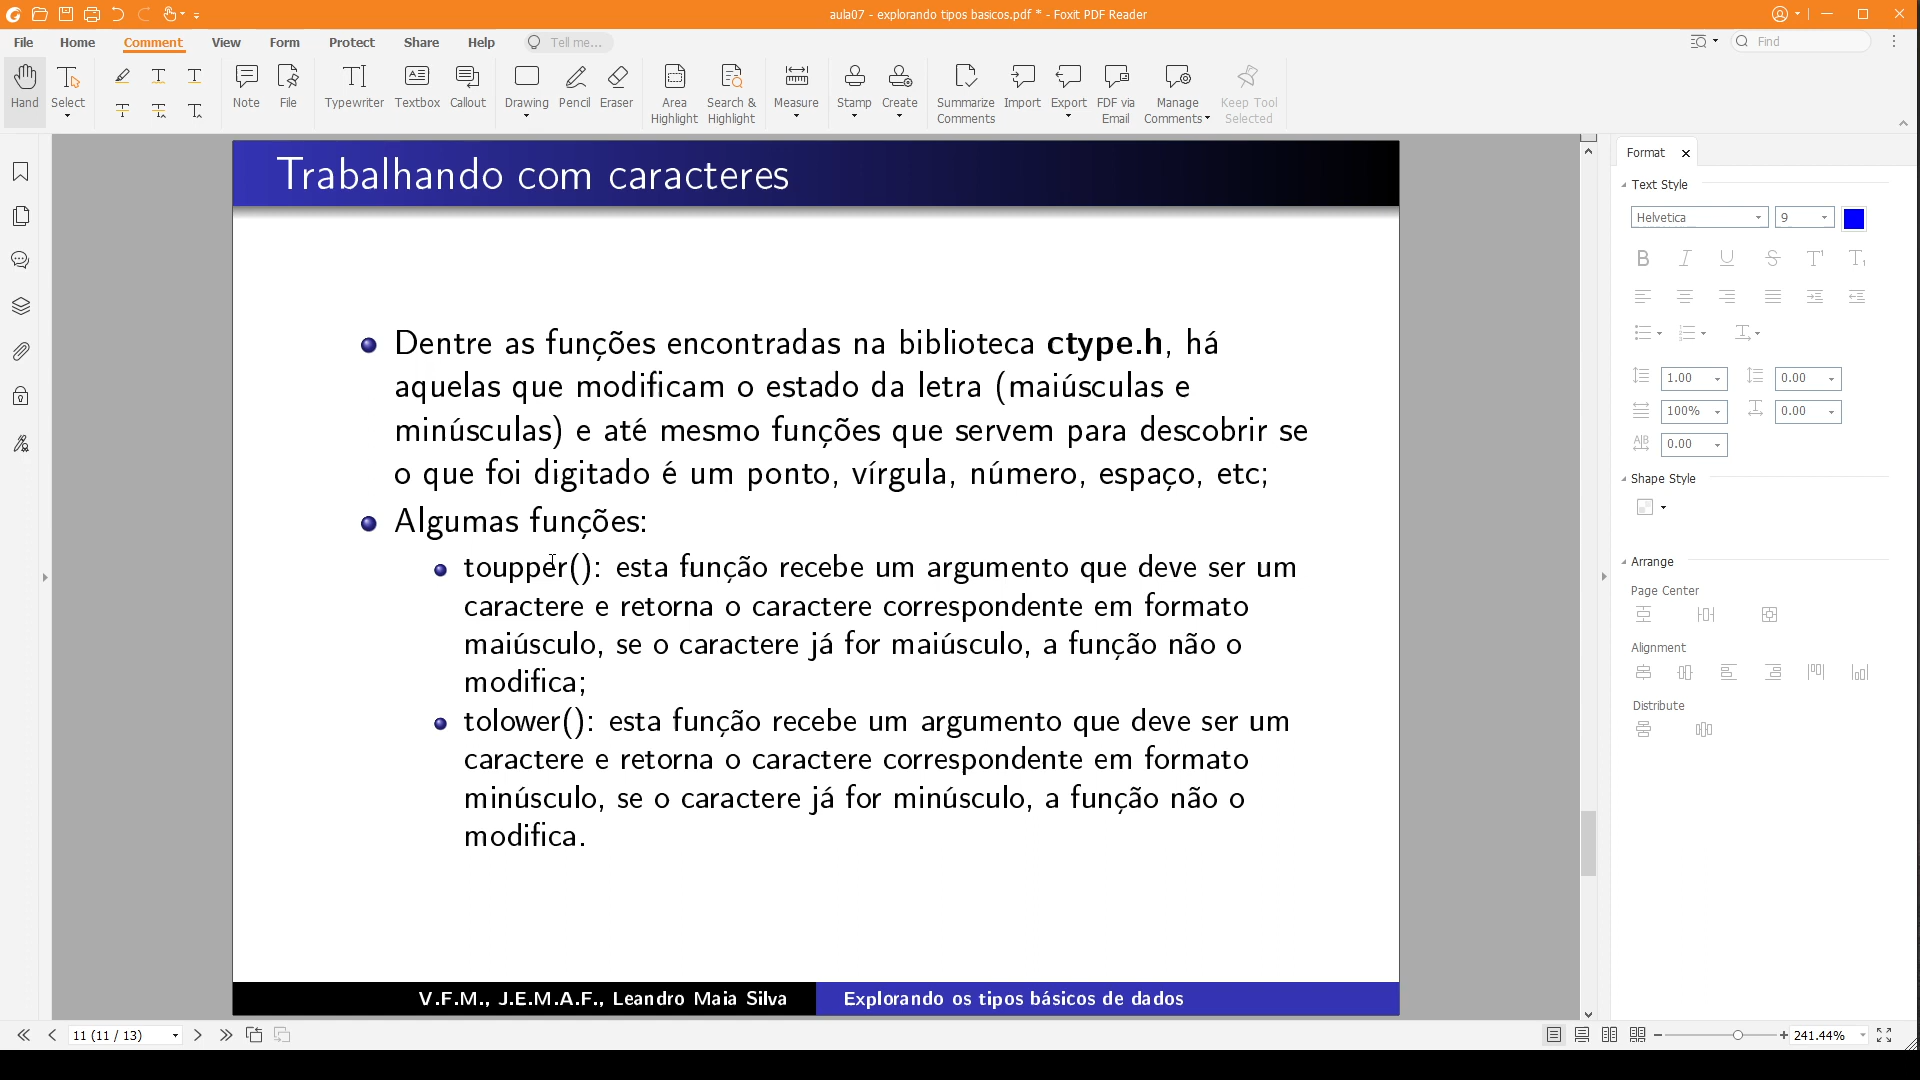 aula07 - explorando tipos basicos.pdf * - Foxit PDF Reader
File Home Comment View Form Protect Share Help Tell me... Find
Hand Select Note File Typewriter Textbox Callout Drawing Pencil Eraser Area Highlight Search & Highlight Measure Stamp Create Summarize Comments Import Export FDF via Email Manage Comments Keep Tool Selected
Trabalhando com caracteres
Dentre as funções encontradas na biblioteca ctype.h, há
aquelas que modificam o estado da letra (maiúsculas e
minúsculas) e até mesmo funções que servem para descobrir se
o que foi digitado é um ponto, vírgula, número, espaço, etc;
Algumas funções:
toupper(): esta função recebe um argumento que deve ser um
caractere e retorna o caractere correspondente em formato
maiúsculo, se o caractere já for maiúsculo, a função não o
modifica;
tolower(): esta função recebe um argumento que deve ser um
caractere e retorna o caractere correspondente em formato
minúsculo, se o caractere já for minúsculo, a função não o
modifica.
V.F.M., J.E.M.A.F., Leandro Maia Silva Explorando os tipos básicos de dados
Format
Text Style
Helvetica 9
1.00 0.00
100% 0.00
0.00
Shape Style
Arrange
Page Center
Alignment
Distribute
11 (11 / 13) 241.44%